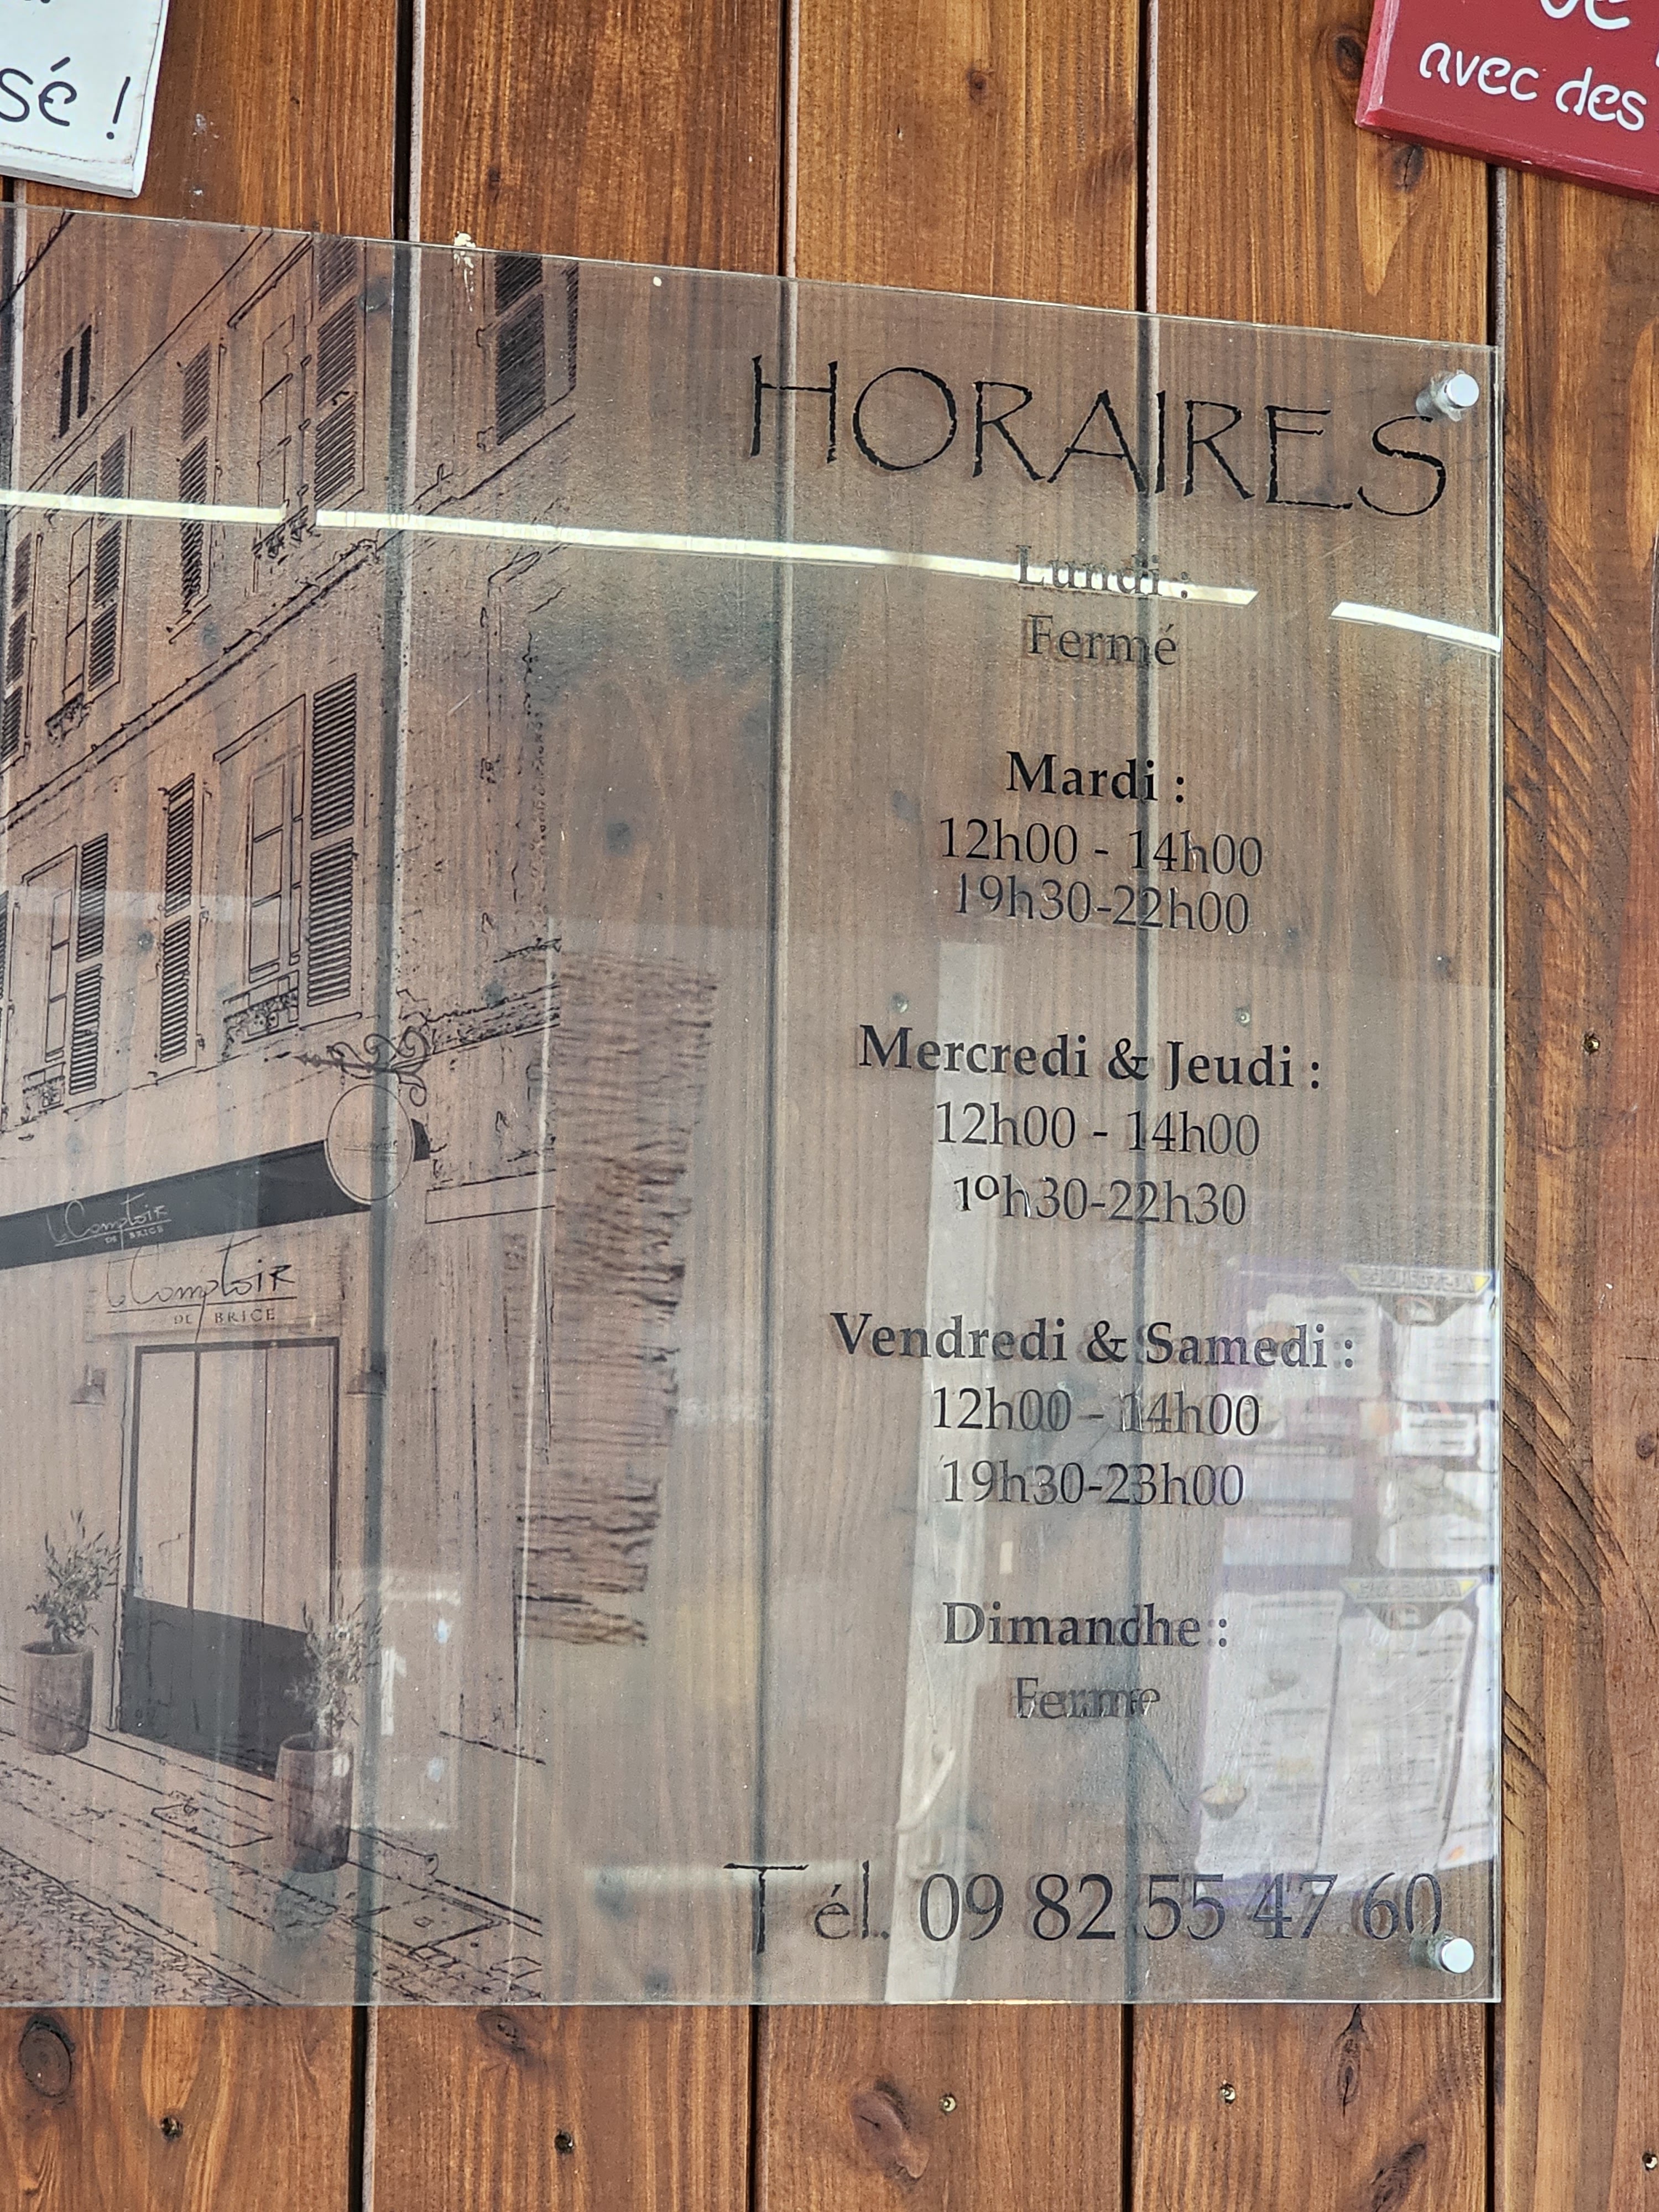 sé !
avec des
HORAIRES
Lundi :
Fermé
Mardi :
12h00 - 14h00
19h30-22h00
Mercredi & Jeudi :
12h00 - 14h00
19h30-22h30
Vendredi & Samedi :
12h00 - 14h00
19h30-23h00
Dimanche :
Fermé
Le Comptoir
DE BRICE
Le Comptoir
DE BRICE
Tél. 09 82 55 47 60